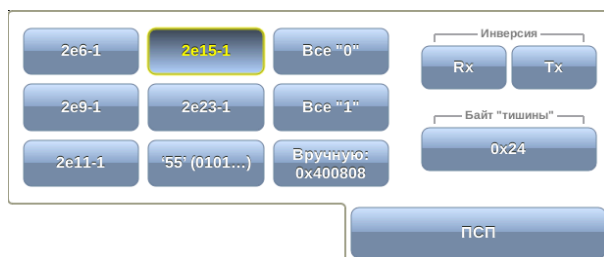 2e6-1
2e15-1
Все "0"
2e9-1
2e23-1
Все "1"
2e11-1
‘55’ (0101...)
Вручную:
0x400808
Инверсия
Rx
Tx
Байт "тишины"
0x24
ПСП